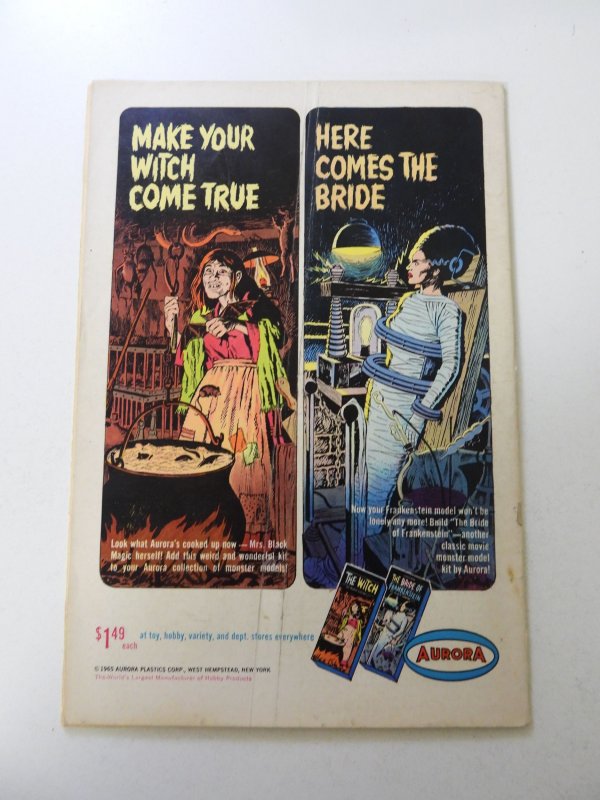 MAKE YOUR
WITCH
COME TRUE
HERE
COMES THE
BRIDE
Look what Aurora's cooked up now — Mrs. Black
Magic herself! Add this weird and wonderful kit
to your Aurora collection of monster models!
Now your Frankenstein model won't be
lonely any more! Build "The Bride
of Frankenstein"—another
classic movie
monster model
kit by Aurora!
THE WITCH
THE BRIDE OF
FRANKENSTEIN
$1.49 each at toy, hobby, variety, and dept. stores everywhere
AURORA
© 1965 AURORA PLASTICS CORP., WEST HEMPSTEAD, NEW YORK
The World's Largest Manufacturer of Hobby Products